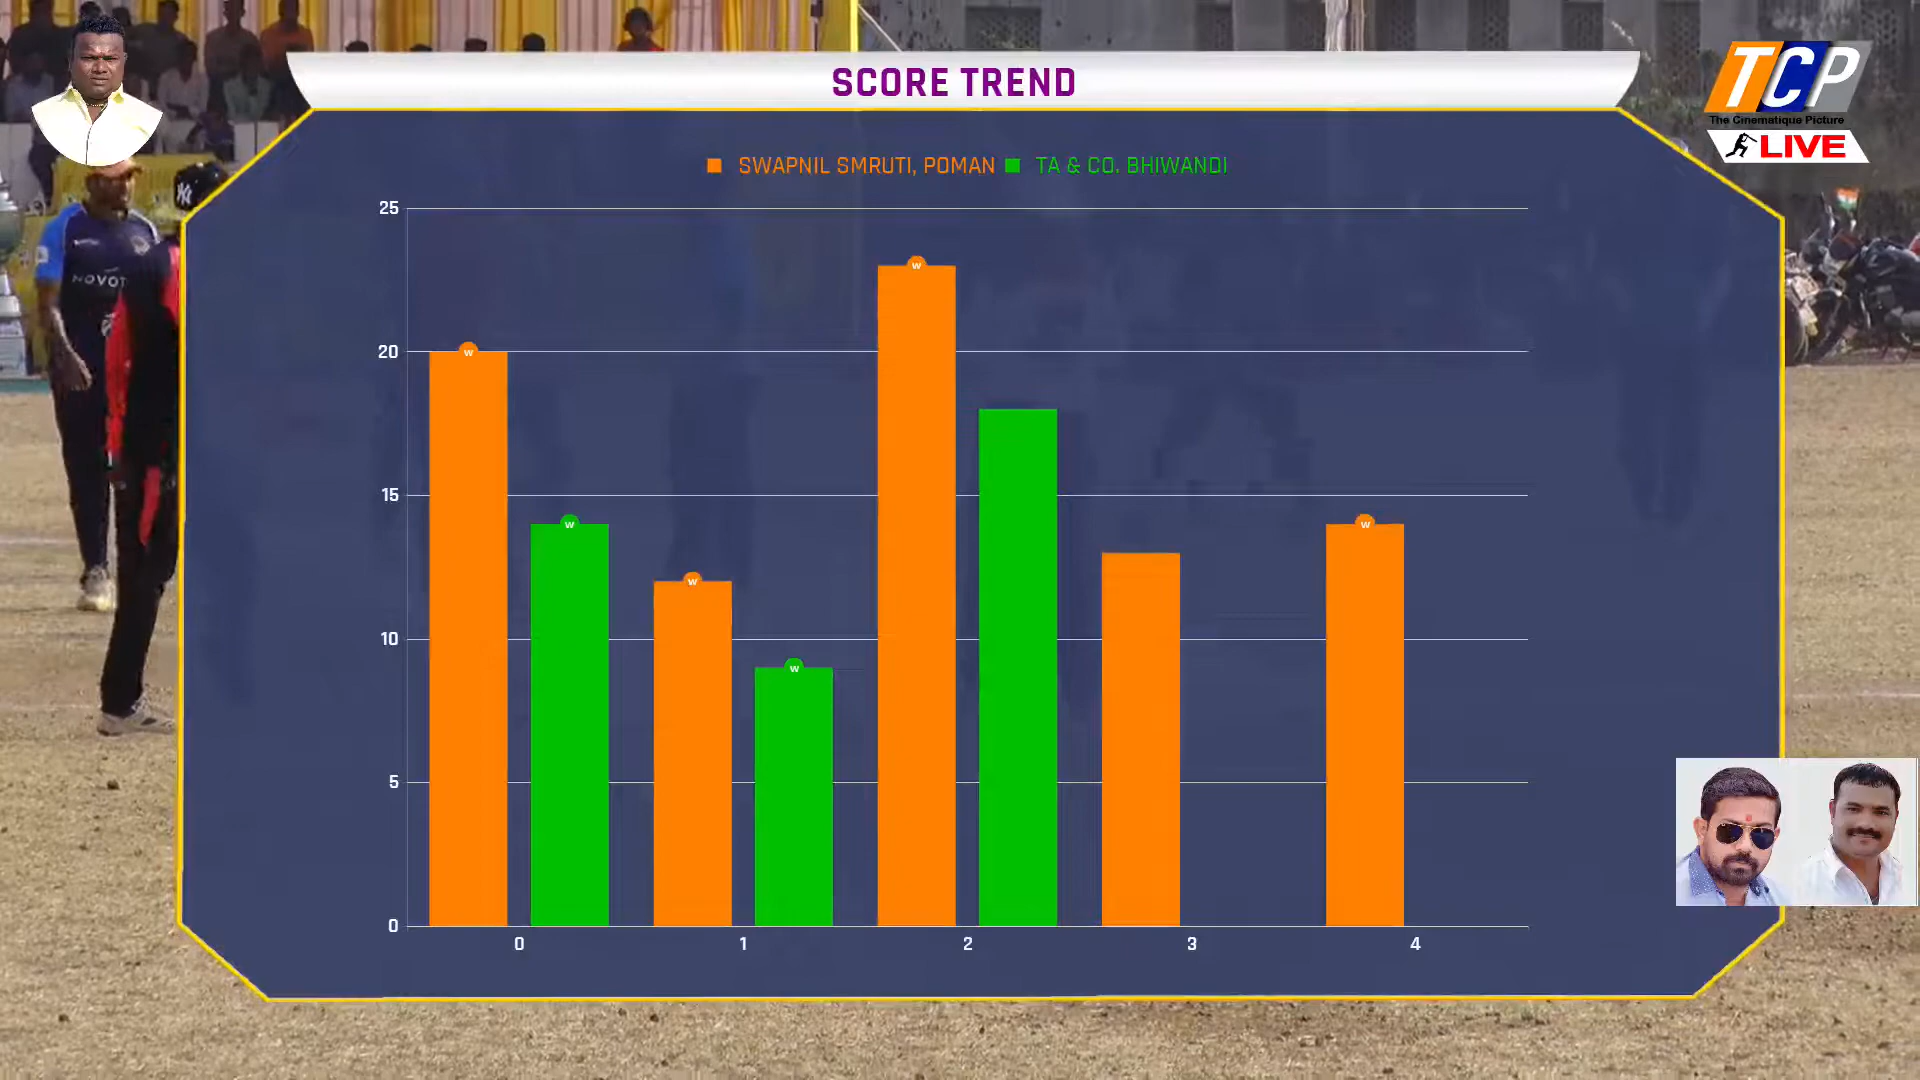 SCORE TREND
TCP
The Cinematique Picture
LIVE
SWAPNIL SMRUTI, POMAN TA & CO. BHIWANDI
25
20
15
10
5
0
W
W
W
W
W
W
0 1 2 3 4
NOVOT
NY